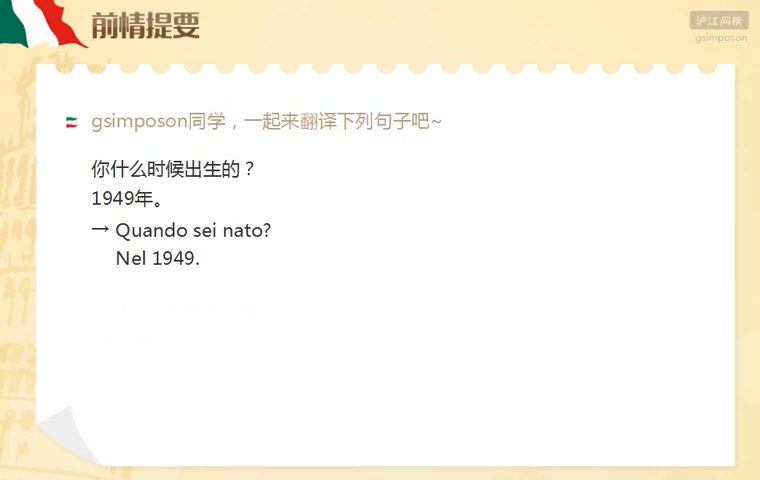 前情提要
沪江网校
gsimposon
gsimposon同学，一起来翻译下列句子吧~
你什么时候出生的？
1949年。
→ Quando sei nato?
Nel 1949.